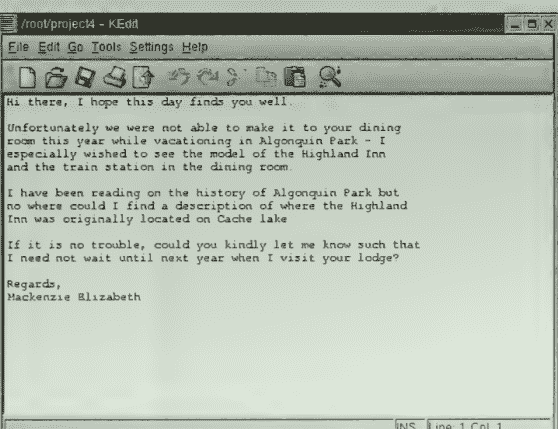 /root/project4 - KEdit
File Edit Go Tools Settings Help
Hi there, I hope this day finds you well.
Unfortunately we were not able to make it to your dining
room this year while vacationing in Algonquin Park - I
especially wished to see the model of the Highland Inn
and the train station in the dining room.
I have been reading on the history of Algonquin Park but
no where could I find a description of where the Highland
Inn was originally located on Cache lake
If it is no trouble, could you kindly let me know such that
I need not wait until next year when I visit your lodge?
Regards,
Mackenzie Elizabeth
INS Line: 1 Col: 1